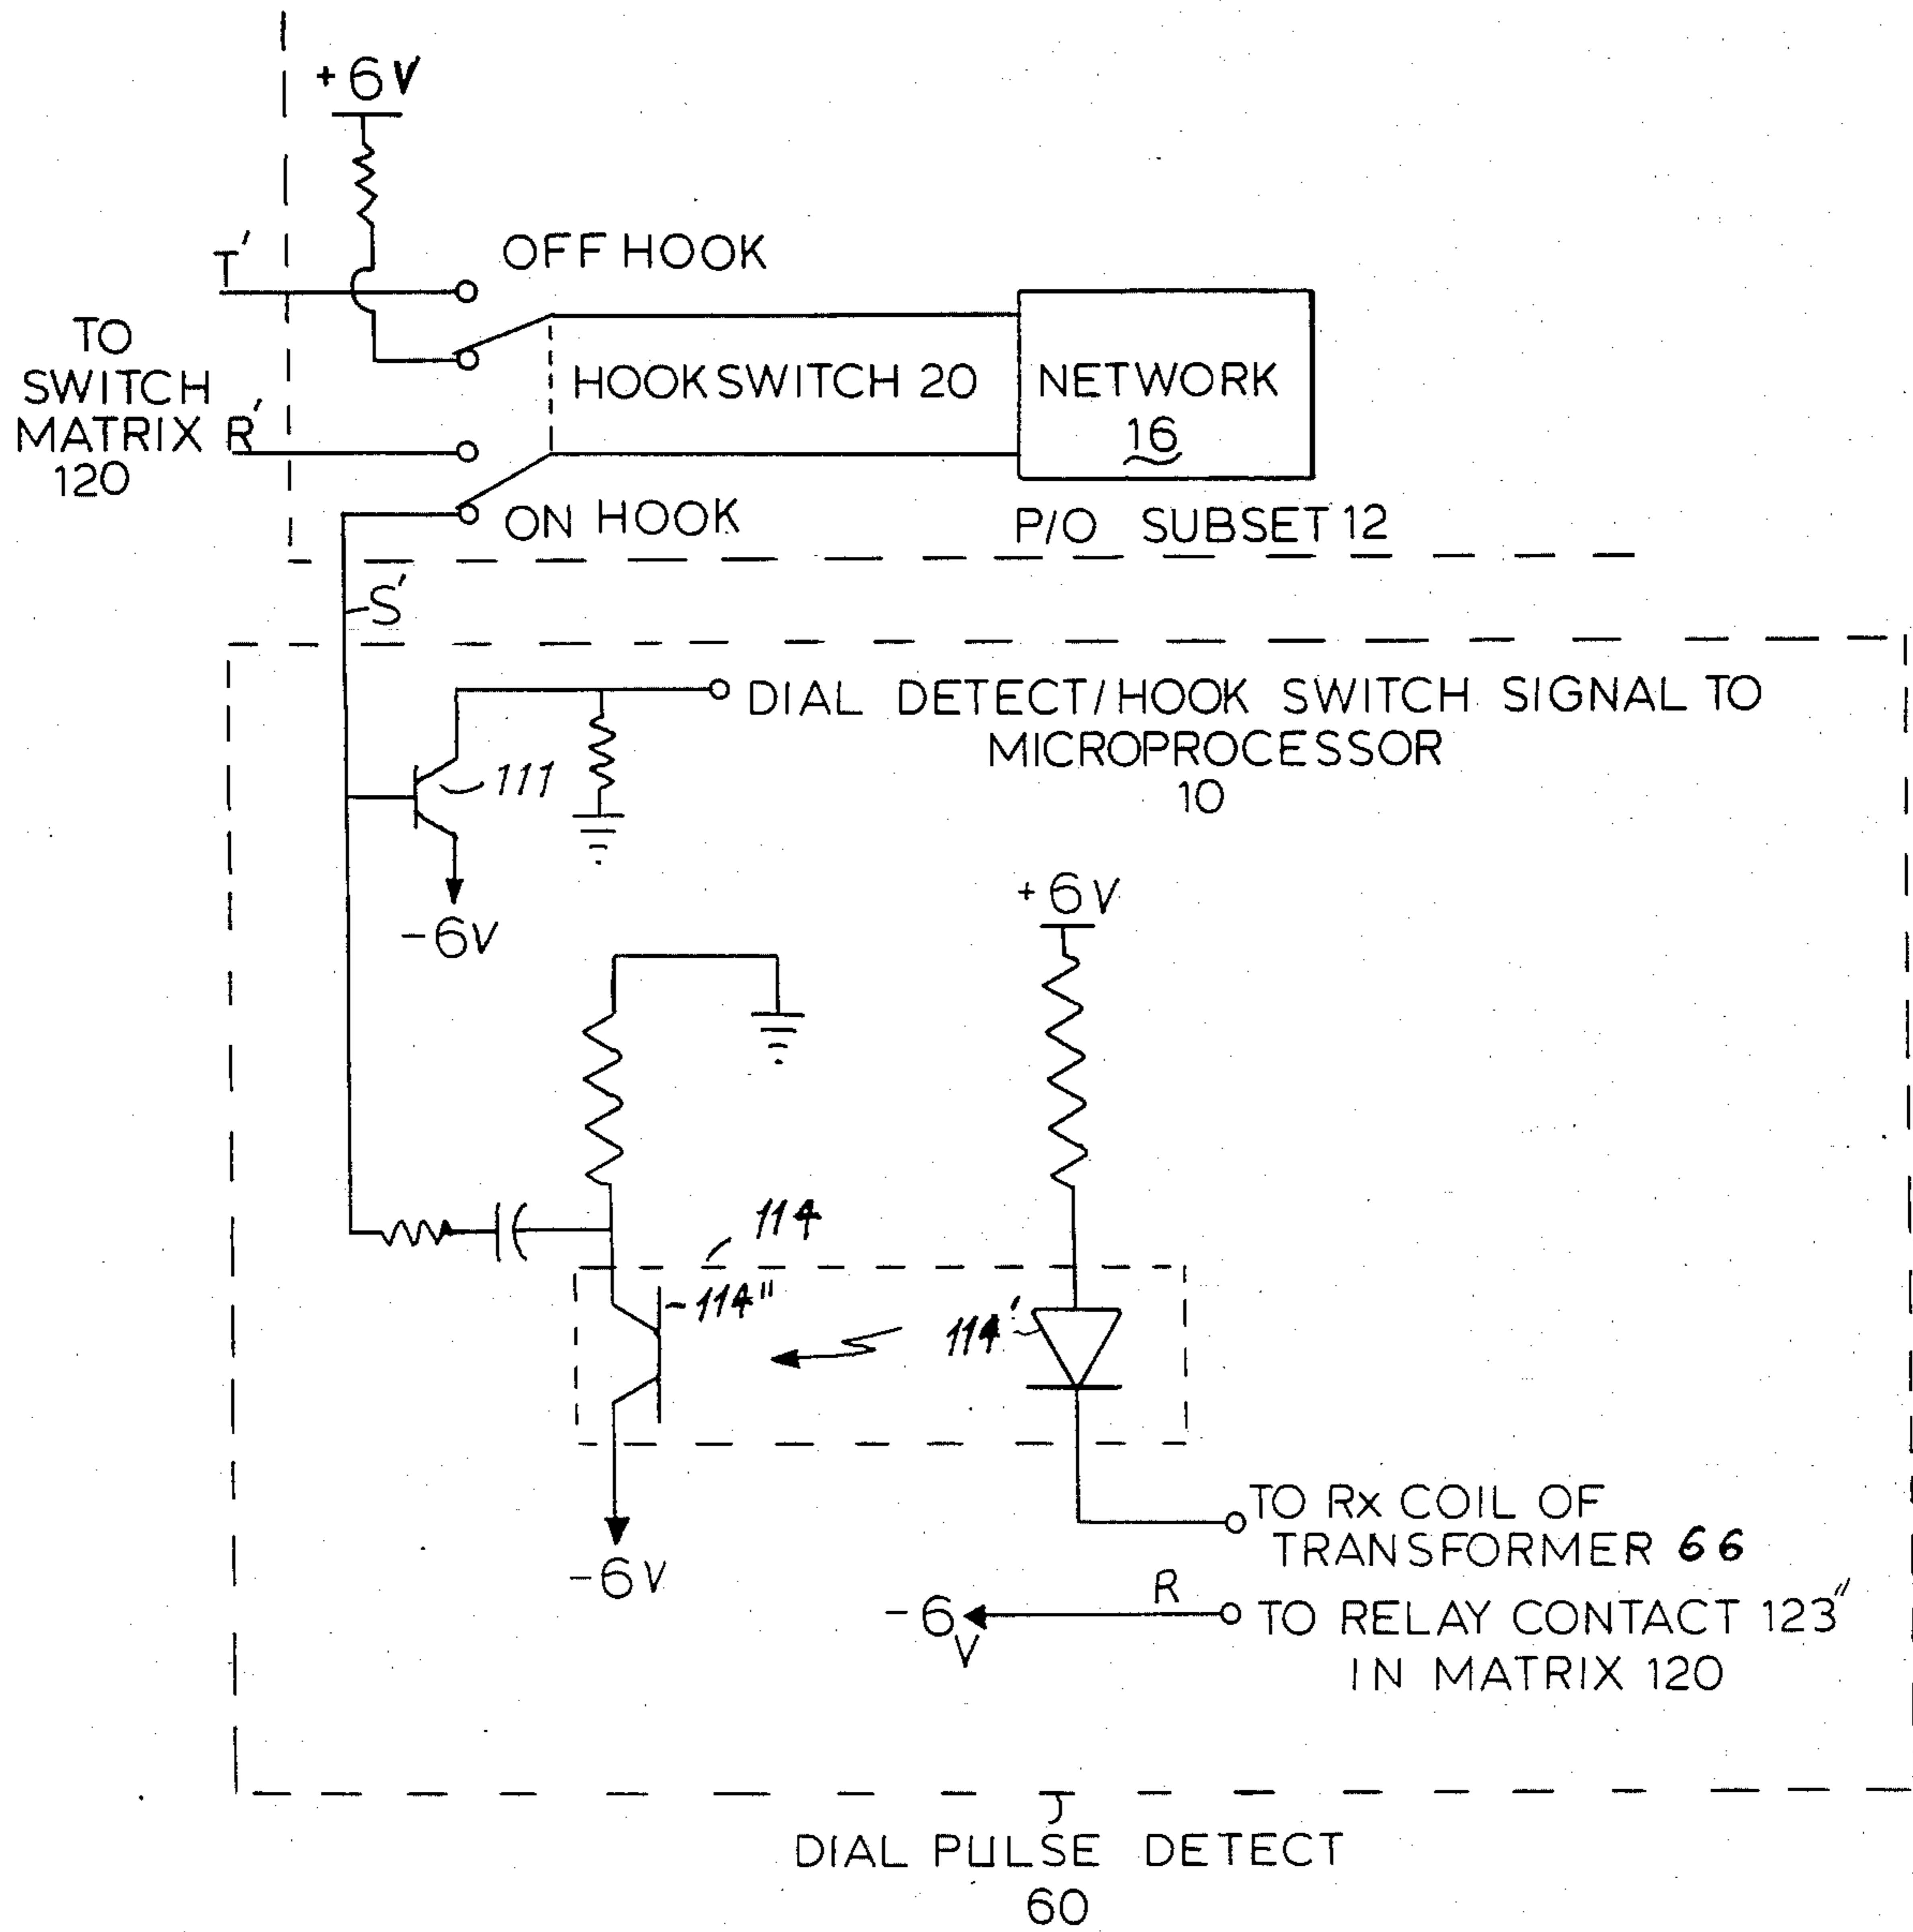 +6V
T'
OFF HOOK
TO
SWITCH
MATRIX R'
120
HOOKSWITCH 20
NETWORK
16
ON HOOK
P/O SUBSET 12
S'
DIAL DETECT/HOOK SWITCH SIGNAL TO
MICROPROCESSOR
10
111
-6V
+6V
114
114"
114'
-6V
TO Rx COIL OF
TRANSFORMER 66
-6V
R
TO RELAY CONTACT 123"
IN MATRIX 120
DIAL PULSE DETECT
60